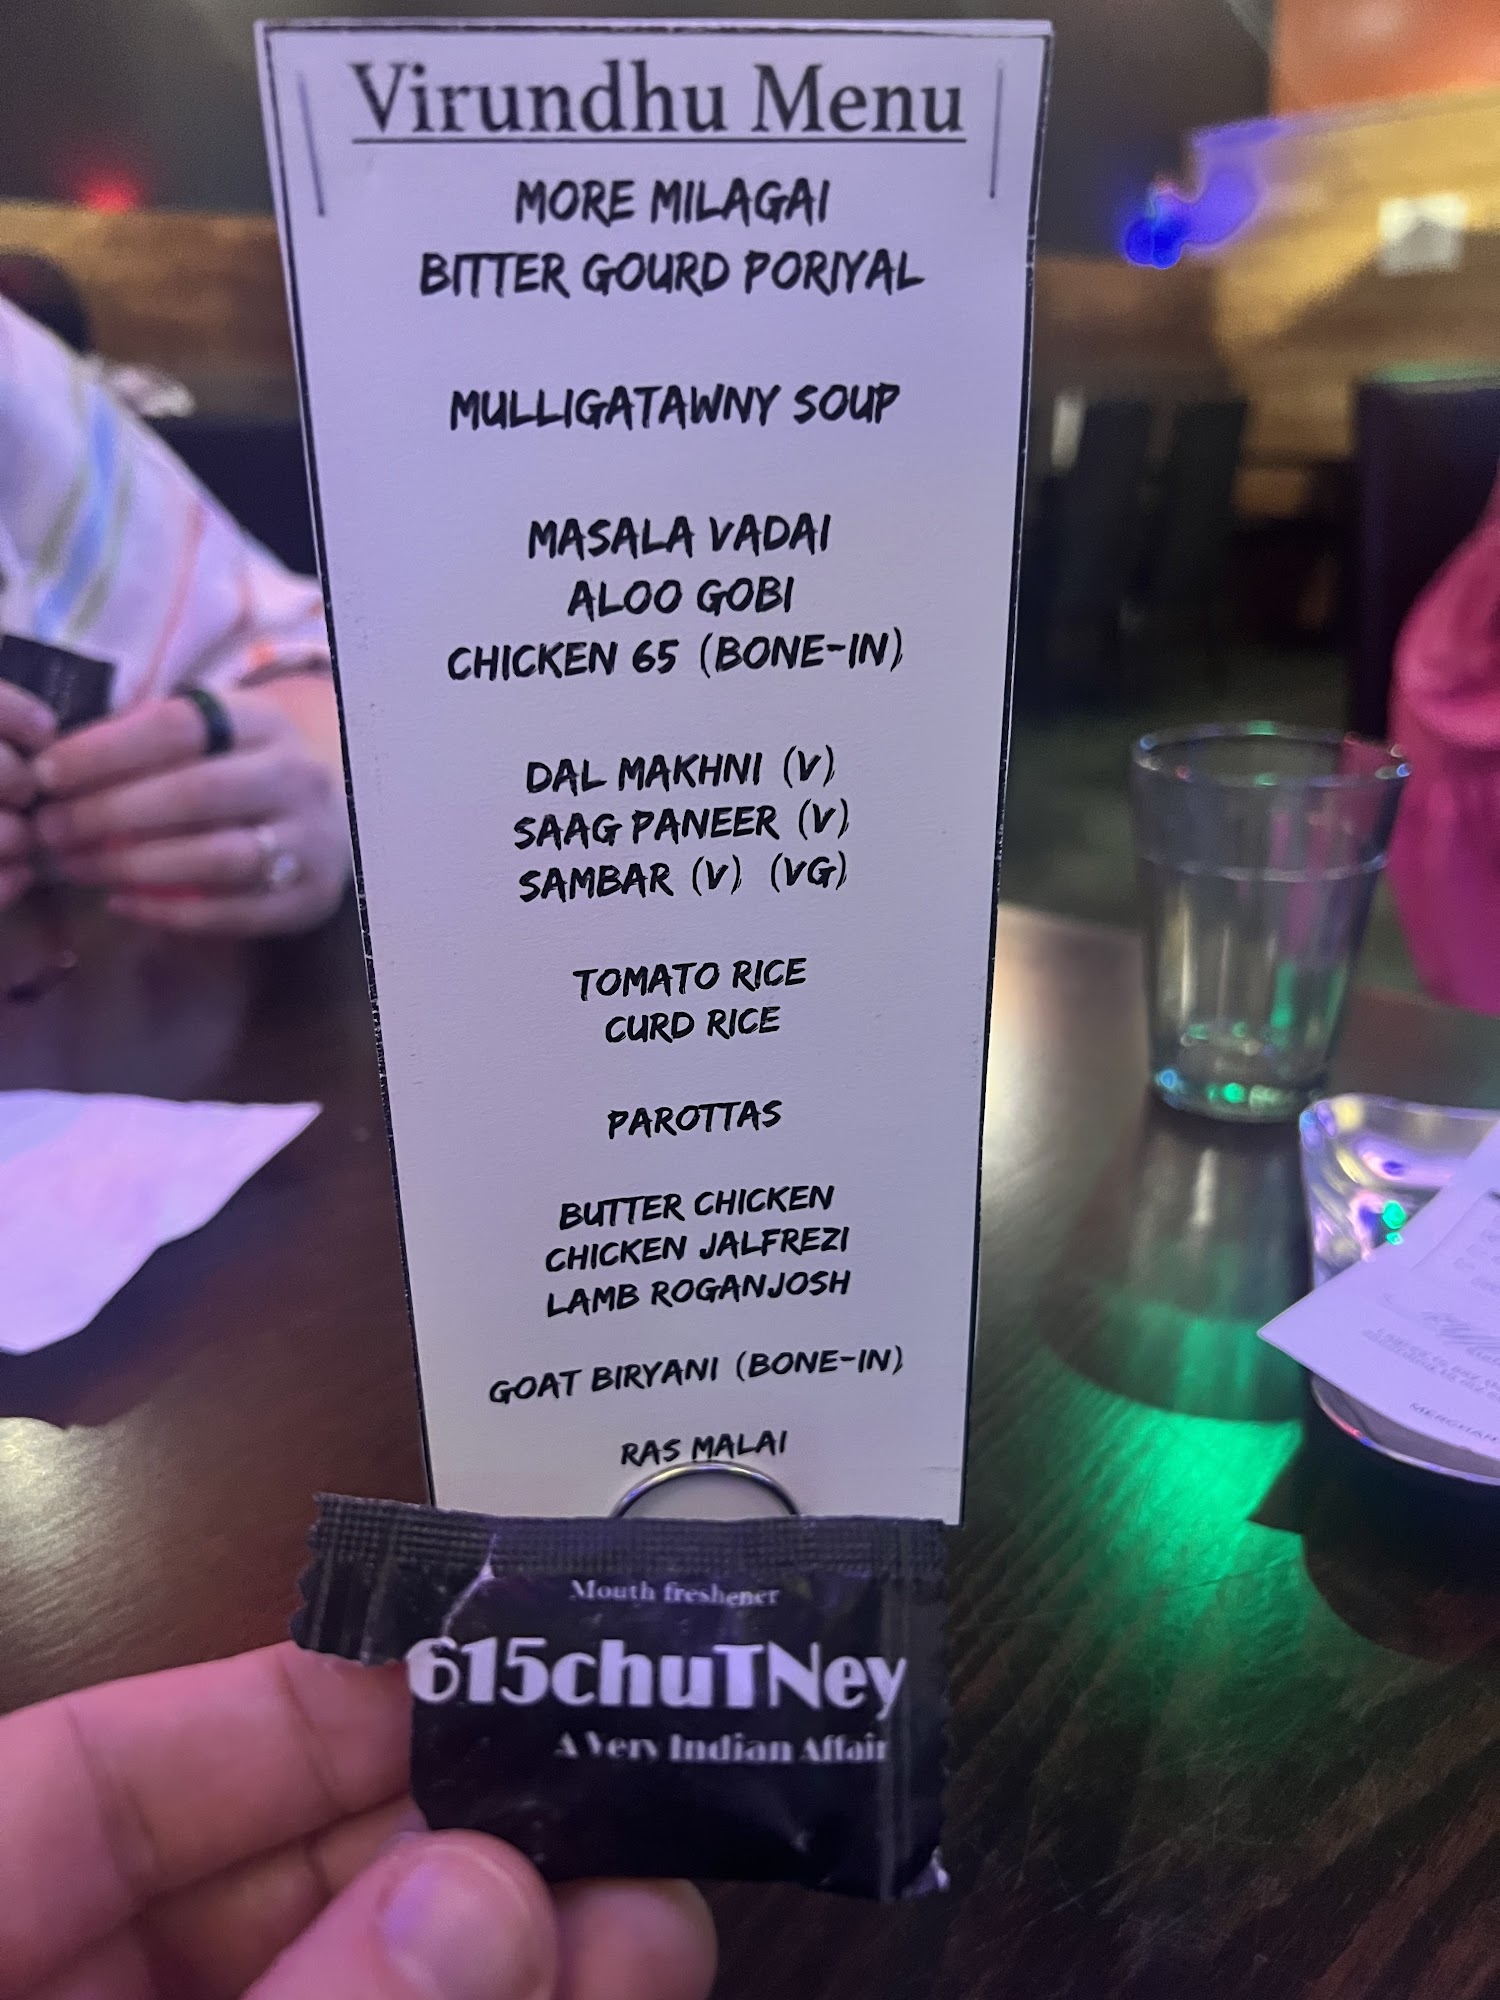 Virundhu Menu
MORE MILAGAI
BITTER GOURD PORIYAL
MULLIGATAWNY SOUP
MASALA VADAI
ALOO GOBI
CHICKEN 65 (BONE-IN)
DAL MAKHNI (V)
SAAG PANEER (V)
SAMBAR (V) (VG)
TOMATO RICE
CURD RICE
PAROTTAS
BUTTER CHICKEN
CHICKEN JALFREZI
LAMB ROGANJOSH
GOAT BIRYANI (BONE-IN)
RAS MALAI
Mouth freshener
615chuTNey
A Very Indian Affair